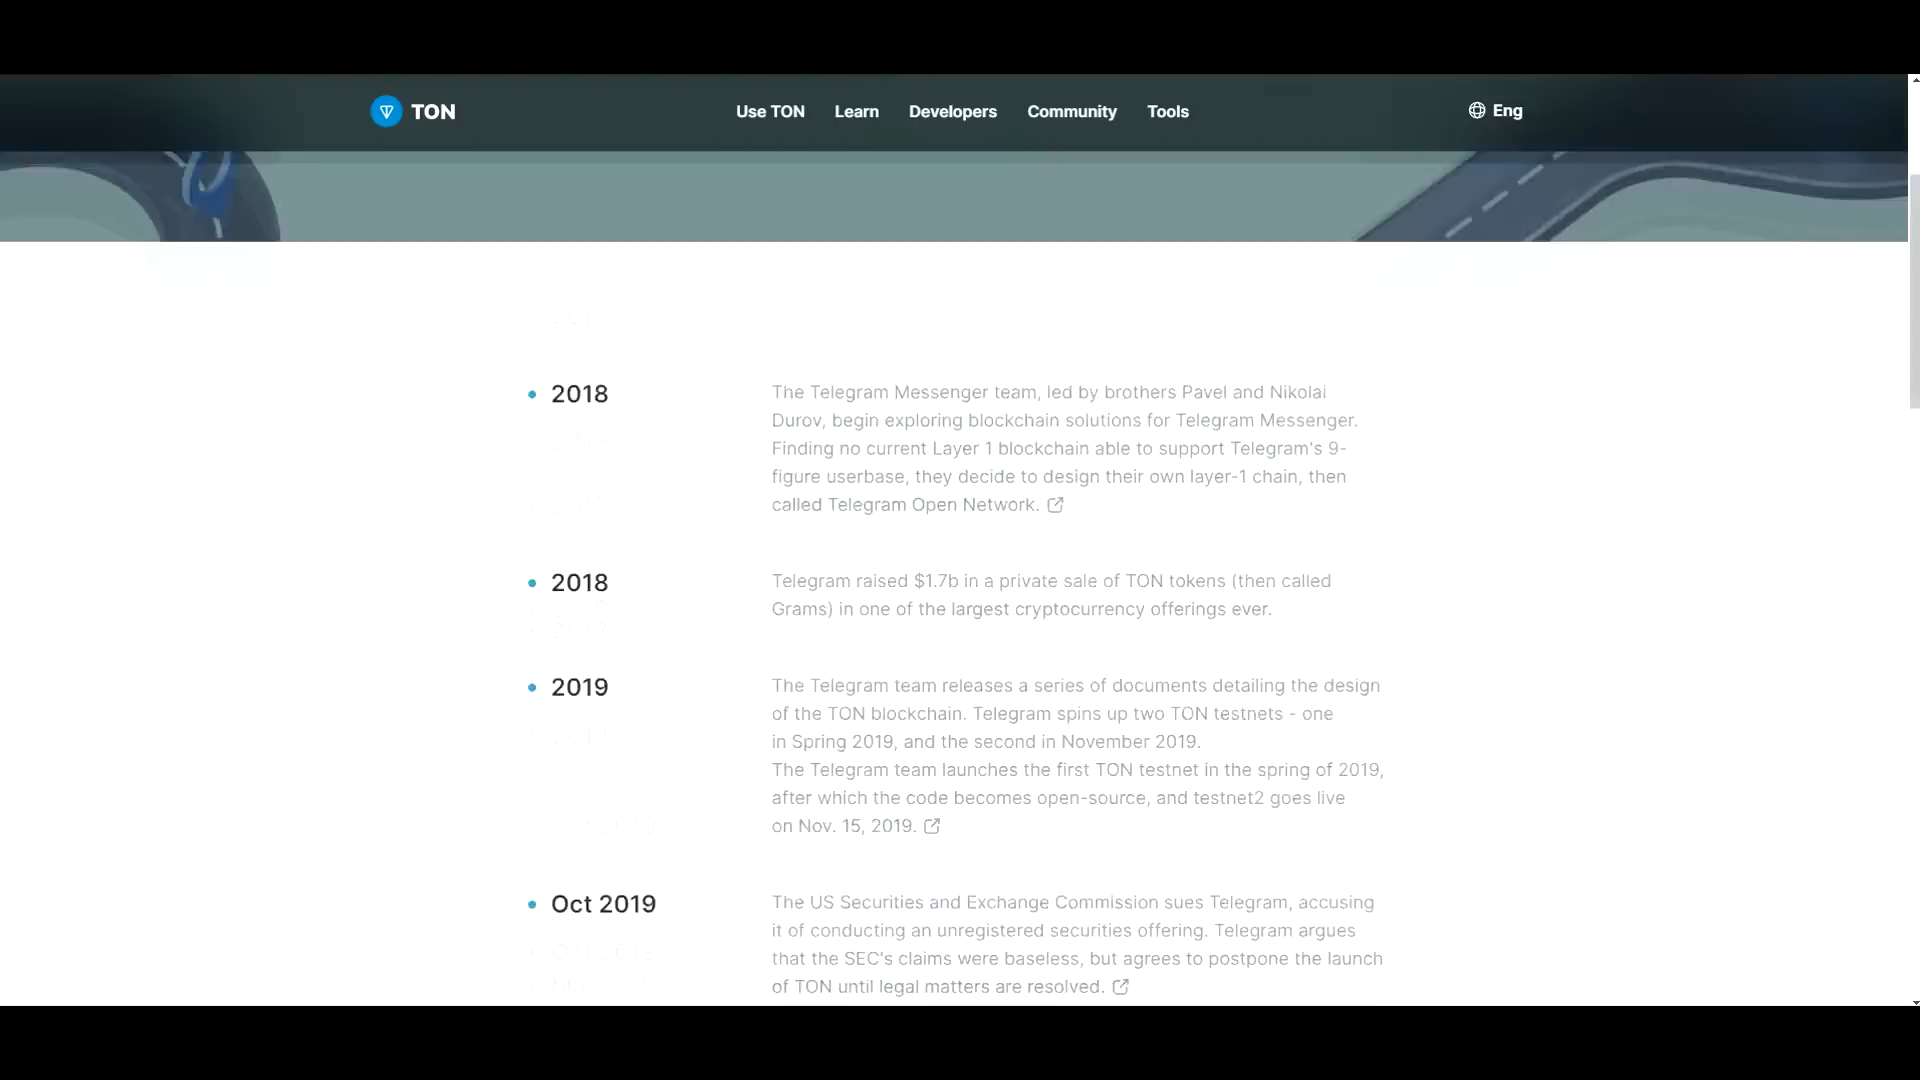 TON
Use TON
Learn
Developers
Community
Tools
Eng
2018
The Telegram Messenger team, led by brothers Pavel and Nikolai
Durov, begin exploring blockchain solutions for Telegram Messenger.
Finding no current Layer 1 blockchain able to support Telegram's 9-
figure userbase, they decide to design their own layer-1 chain, then
called Telegram Open Network.
2018
Telegram raised $1.7b in a private sale of TON tokens (then called
Grams) in one of the largest cryptocurrency offerings ever.
2019
The Telegram team releases a series of documents detailing the design
of the TON blockchain. Telegram spins up two TON testnets - one
in Spring 2019, and the second in November 2019.
The Telegram team launches the first TON testnet in the spring of 2019,
after which the code becomes open-source, and testnet2 goes live
on Nov. 15, 2019.
Oct 2019
The US Securities and Exchange Commission sues Telegram, accusing
it of conducting an unregistered securities offering. Telegram argues
that the SEC's claims were baseless, but agrees to postpone the launch
of TON until legal matters are resolved.